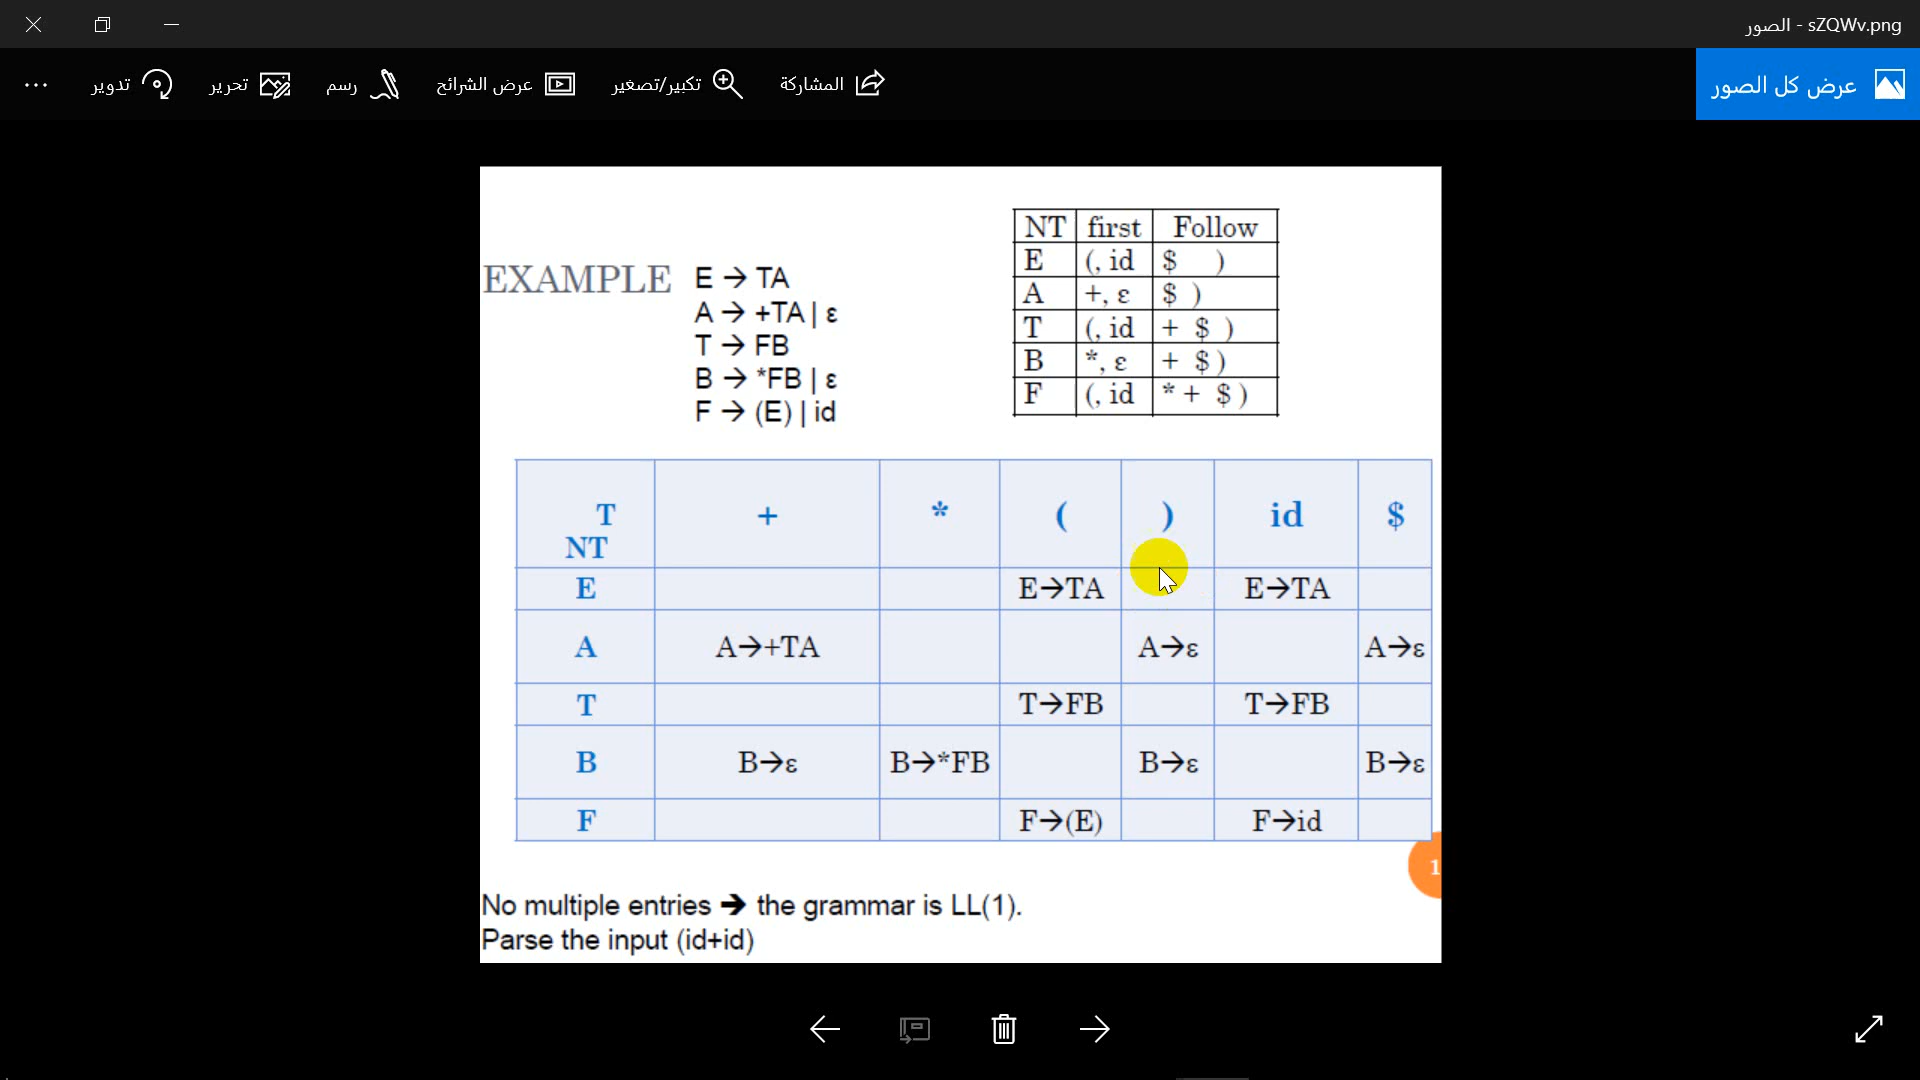 sZQWv.png - الصور
عرض كل الصور
المشاركة
تكبير/تصغير
عرض الشرائح
رسم
تحرير
تدوير
EXAMPLE
E → TA
A → +TA | ε
T → FB
B → *FB | ε
F → (E) | id
NT first Follow
E (, id $ )
A +, ε $ )
T (, id + $ )
B *, ε + $ )
F (, id * + $ )
T + * ( ) id $
NT
E E→TA E→TA
A A→+TA A→ε A→ε
T T→FB T→FB
B B→ε B→*FB B→ε B→ε
F F→(E) F→id
1
No multiple entries ➔ the grammar is LL(1).
Parse the input (id+id)